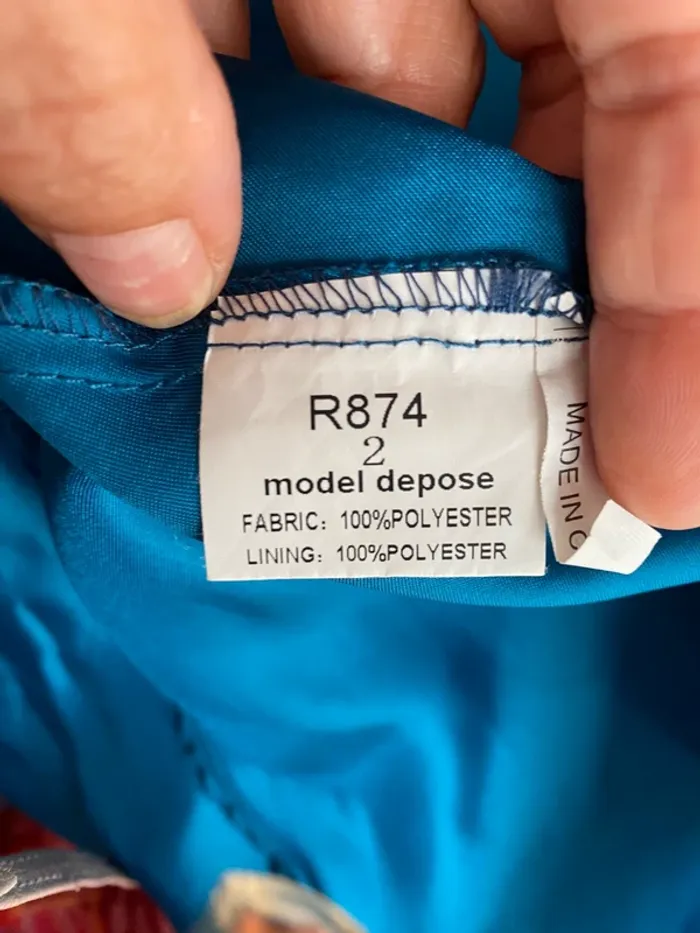 R874
2
model depose
FABRIC: 100%POLYESTER
LINING: 100%POLYESTER
MADE IN